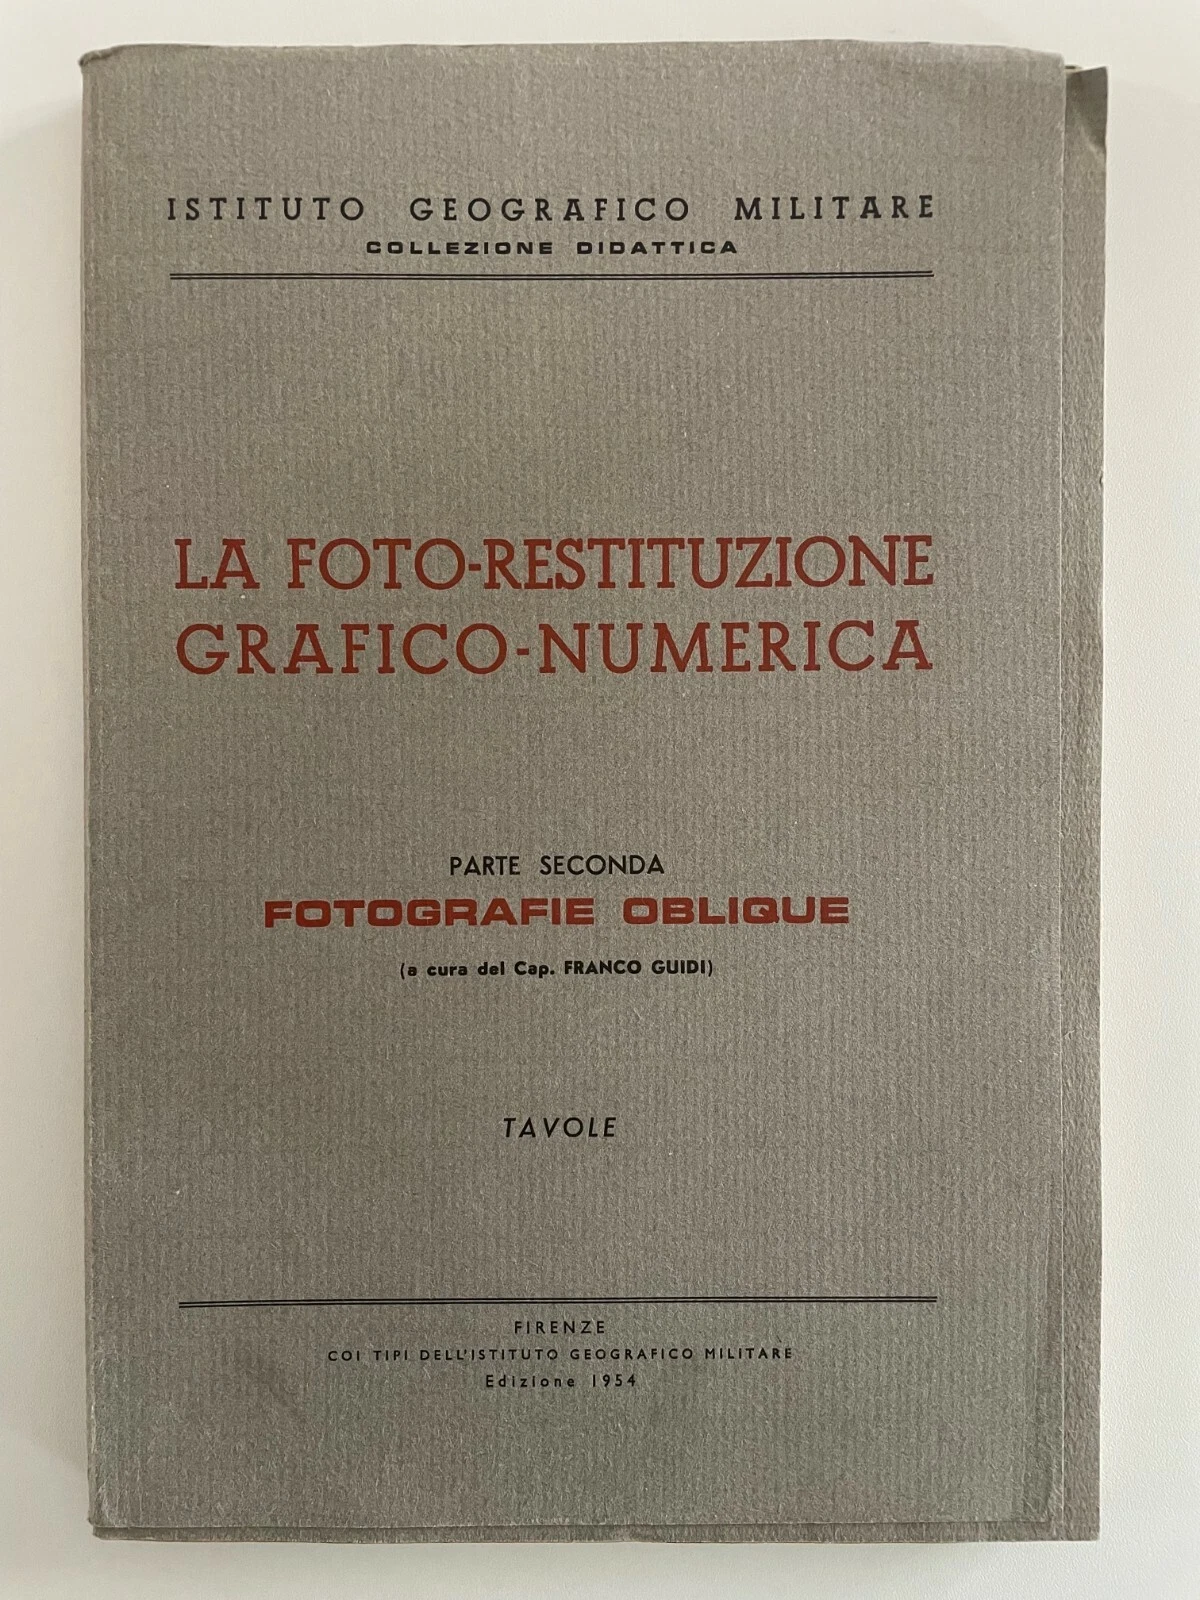 ISTITUTO GEOGRAFICO MILITARE
COLLEZIONE DIDATTICA
LA FOTO-RESTITUZIONE
GRAFICO-NUMERICA
PARTE SECONDA
FOTOGRAFIE OBLIQUE
(a cura del Cap. FRANCO GUIDI)
TAVOLE
FIRENZE
COI TIPI DELL'ISTITUTO GEOGRAFICO MILITARE
Edizione 1954